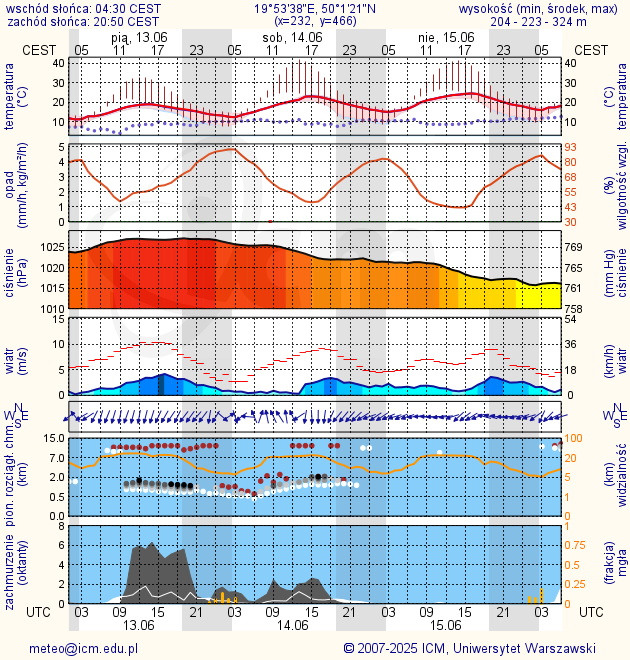 wschód słońca: 04:30 CEST 19°53'38"E, 50°1'21"N wysokość (min, środek, max)
zachód słońca: 20:50 CEST (x=232, y=466) 204 - 223 - 324 m
pią, 13.06 sob, 14.06 nie, 15.06
CEST 05 11 17 23 05 11 17 23 05 11 17 23 05 CEST
temperatura (°C)
40 40
30 30
20 20
10 10
temperatura (°C)
opad (mm/h, kg/m²/h)
5 93
4 80
3 68
2 55
1 43
0 30
(%) wilgotność wzgl.
ciśnienie (hPa)
1025 769
1020 765
1015 761
1010 758
(mm Hg) ciśnienie
wiatr (m/s)
15 54
10 36
5 18
0 0
(km/h) wiatr
N N
W E W E
S S
pion. rozciągł. chm. (km)
15.0 100
7.0 20
2.0 5
0.5 1
0.0 0
(km) widzialność
zachmurzenie (oktanty)
8 1
6 0.75
4 0.5
2 0.25
0 0
(frakcja) mgła
UTC 03 09 15 21 03 09 15 21 03 09 15 21 03 UTC
13.06 14.06 15.06
meteo@icm.edu.pl © 2007-2025 ICM, Uniwersytet Warszawski